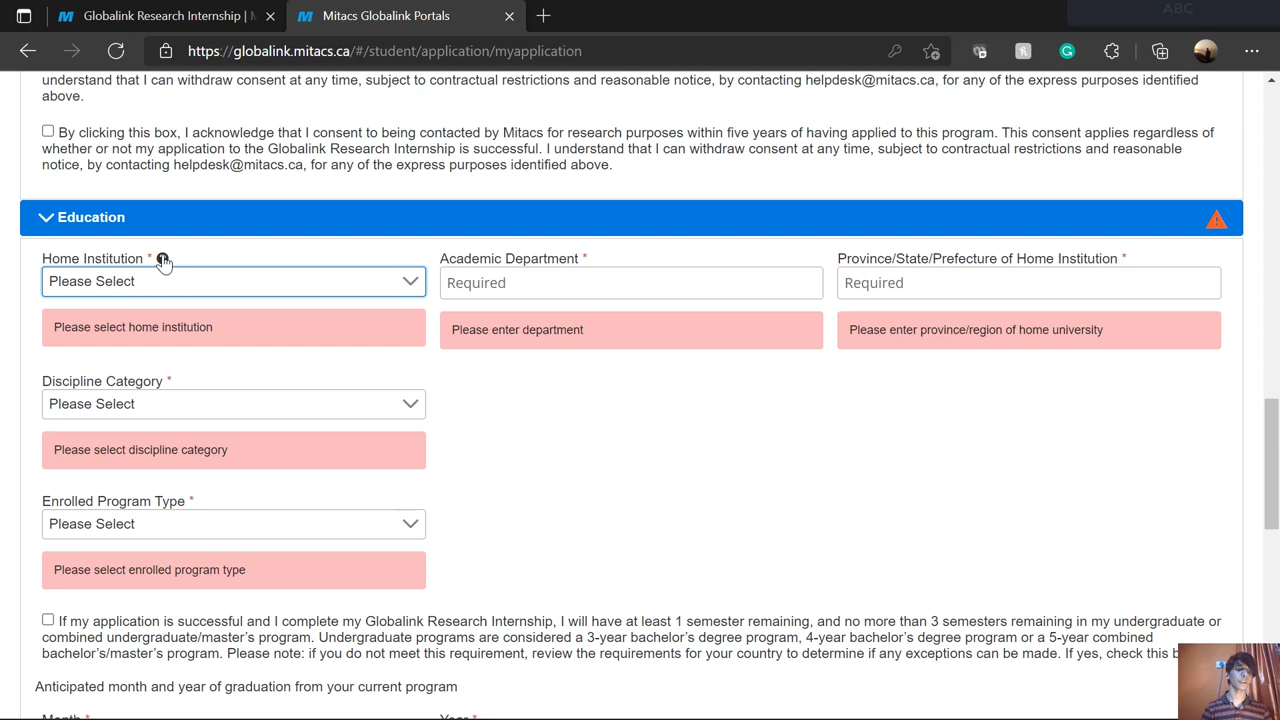 ABC
Globalink Research Internship | M
Mitacs Globalink Portals
https://globalink.mitacs.ca/#/student/application/myapplication
understand that I can withdraw consent at any time, subject to contractual restrictions and reasonable notice, by contacting helpdesk@mitacs.ca, for any of the express purposes identified
above.
By clicking this box, I acknowledge that I consent to being contacted by Mitacs for research purposes within five years of having applied to this program. This consent applies regardless of
whether or not my application to the Globalink Research Internship is successful. I understand that I can withdraw consent at any time, subject to contractual restrictions and reasonable
notice, by contacting helpdesk@mitacs.ca, for any of the express purposes identified above.
Education
Home Institution *
Academic Department *
Province/State/Prefecture of Home Institution *
Please Select
Required
Required
Please select home institution
Please enter department
Please enter province/region of home university
Discipline Category *
Please Select
Please select discipline category
Enrolled Program Type *
Please Select
Please select enrolled program type
If my application is successful and I complete my Globalink Research Internship, I will have at least 1 semester remaining, and no more than 3 semesters remaining in my undergraduate or
combined undergraduate/master's program. Undergraduate programs are considered a 3-year bachelor's degree program, 4-year bachelor's degree program or a 5-year combined
bachelor's/master's program. Please note: if you do not meet this requirement, review the requirements for your country to determine if any exceptions can be made. If yes, check this b
Anticipated month and year of graduation from your current program
Month *
Year *